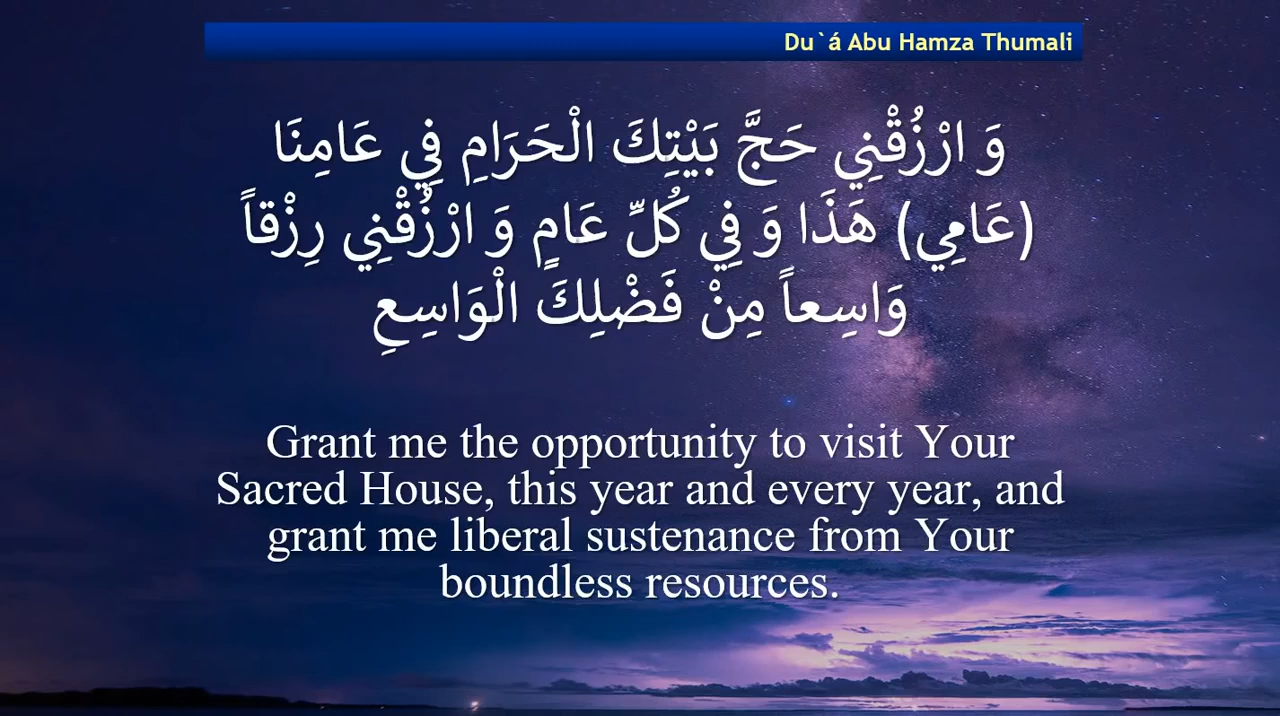 Du`á Abu Hamza Thumali
وَ ارْزُقْنِي حَجَّ بَيْتِكَ الْحَرَامِ فِي عَامِنَا
(عَامِي) هَذَا وَ فِي كُلِّ عَامٍ وَ ارْزُقْنِي رِزْقاً
وَاسِعاً مِنْ فَضْلِكَ الْوَاسِعِ
Grant me the opportunity to visit Your
Sacred House, this year and every year, and
grant me liberal sustenance from Your
boundless resources.